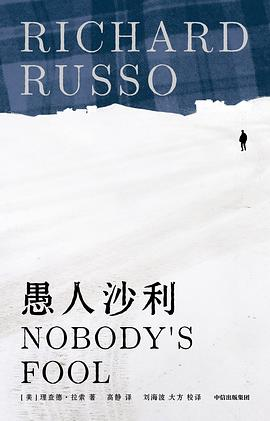 RICHARD
RUSSO
愚人沙利
NOBODY'S
FOOL
[美] 理查德·拉索 著 高静 译 刘海波 大方 校译 中信出版集团